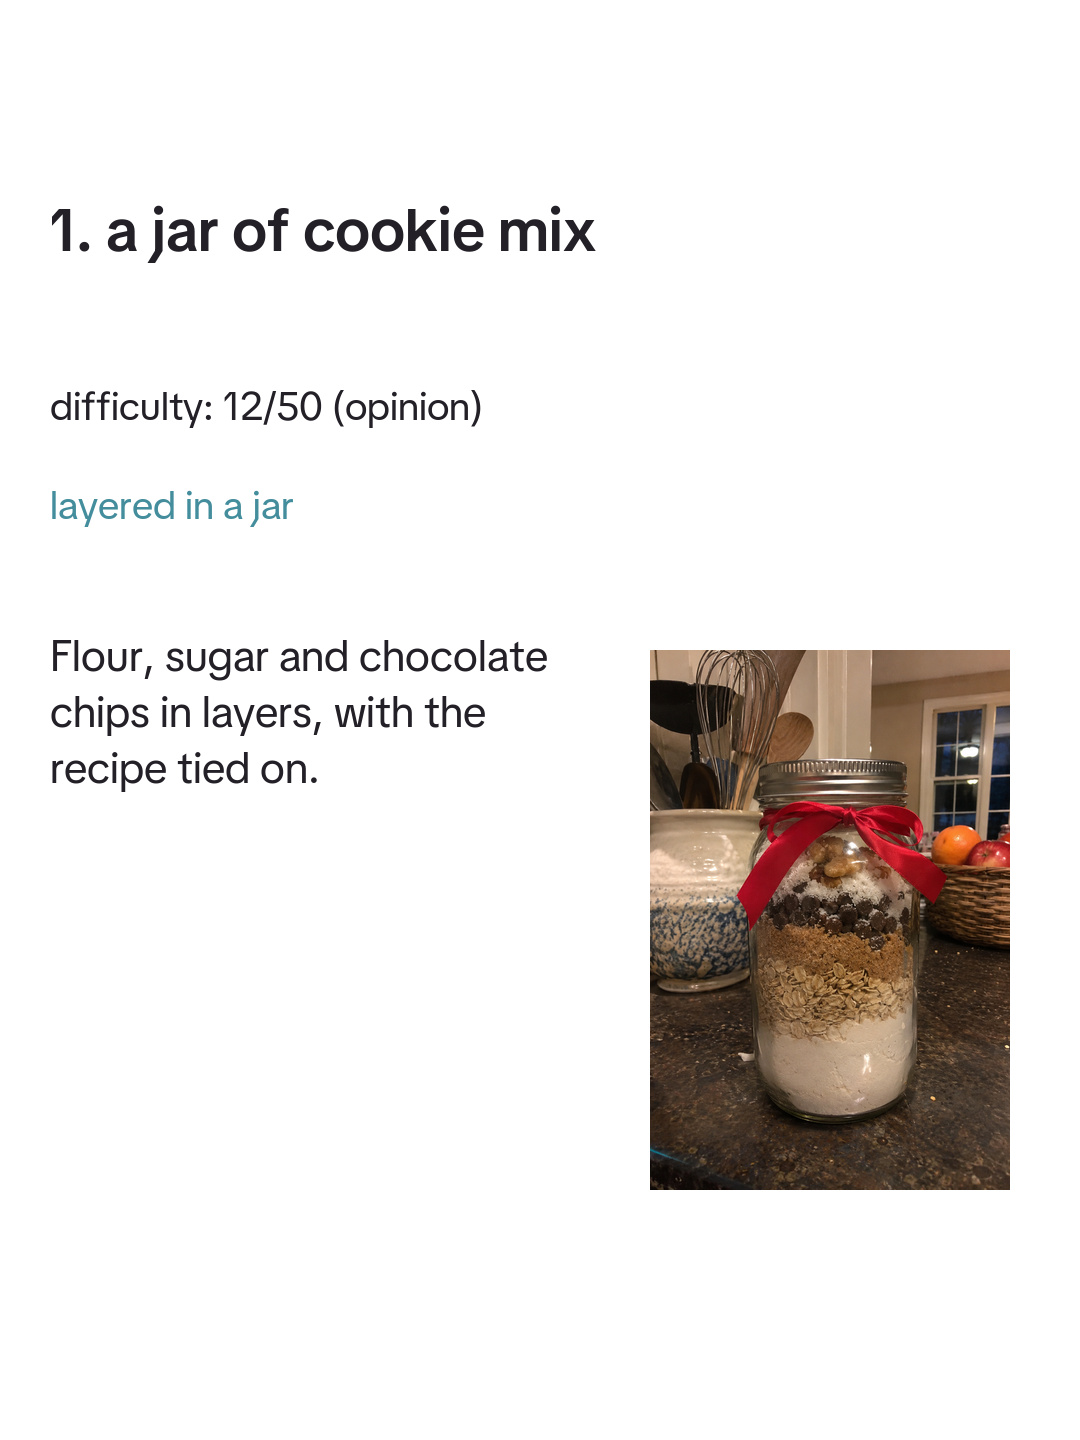 1. a jar of cookie mix
difficulty: 12/50 (opinion)
layered in a jar
Flour, sugar and chocolate
chips in layers, with the
recipe tied on.